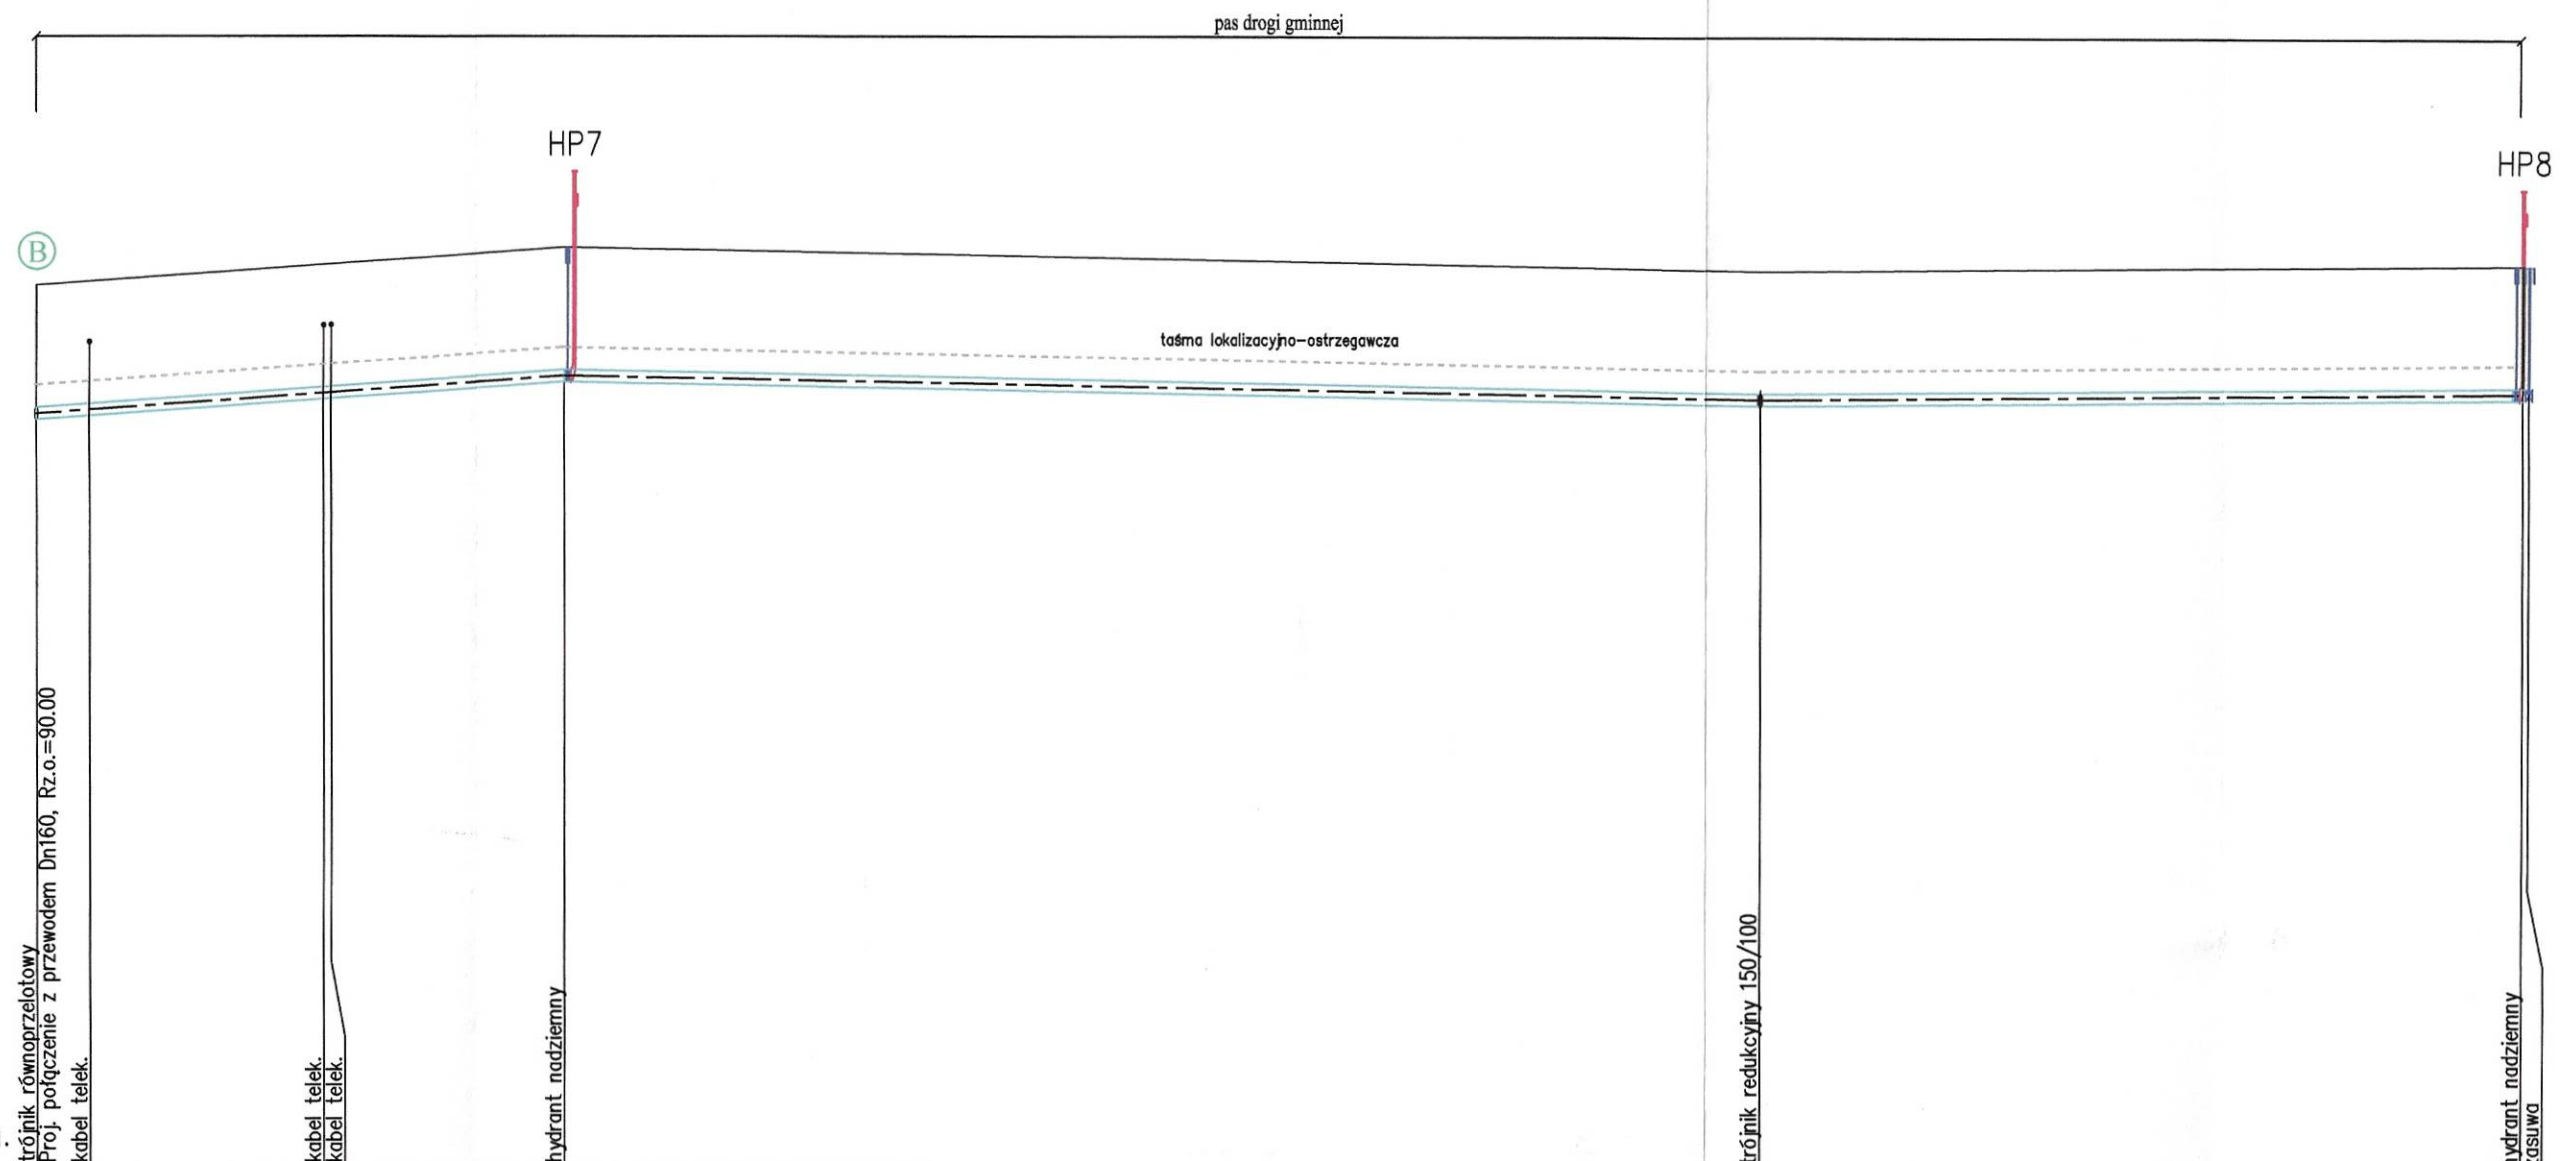 pas drogi gminnej
HP7
HP8
B
taśma lokalizacyjno-ostrzegawcza
trójnik równoprzelotowy
Proj. połączenie z przewodem Dn160, Rz.o.=90.00
kabel telek.
kabel telek.
kabel telek.
hydrant nadziemny
trójnik redukcyjny 150/100
hydrant nadziemny
zasuwa